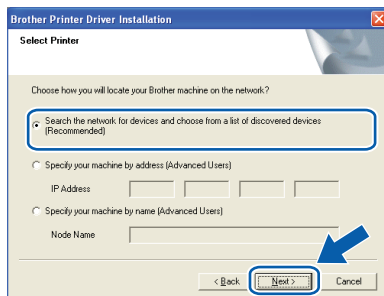 Brother Printer Driver Installation
Select Printer
Choose how you will locate your Brother machine on the network?
Search the network for devices and choose from a list of discovered devices
(Recommended)
Specify your machine by address (Advanced Users)
IP Address
Specify your machine by name (Advanced Users)
Node Name
< Back
Next >
Cancel